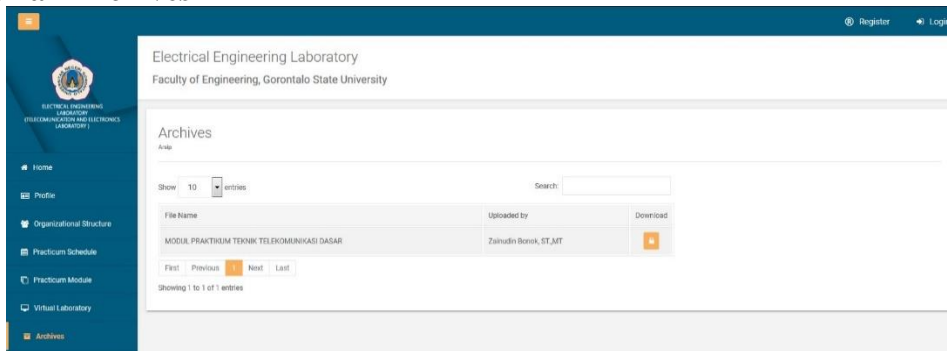 Register
Login
ELECTRICAL ENGINEERING
LABORATORY
(TELECOMUNICATION AND ELECTRONICS
LABORATORY )
Electrical Engineering Laboratory
Faculty of Engineering, Gorontalo State University
Home
Profile
Organizational Structure
Practicum Schedule
Practicum Module
Virtual Laboratory
Archives
Archives
Arsip
Show 10 entries
Search:
File Name Uploaded by Download
MODUL PRAKTIKUM TEKNIK TELEKOMUNIKASI DASAR Zainudin Bonok, ST.,MT
First Previous 1 Next Last
Showing 1 to 1 of 1 entries